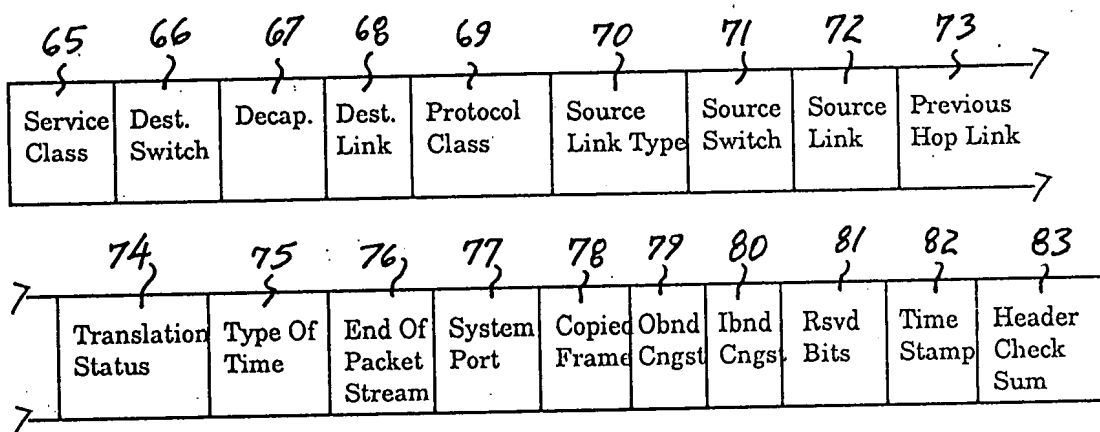 65 66 67 68 69 70 71 72 73
Service Dest. Decap. Dest. Protocol Source Source Source Previous
Class Switch Link Class Link Type Switch Link Hop Link
74 75 76 77 78 79 80 81 82 83
Translation Type Of End Of System Copied Obnd Ibnd Rsvd Time Header
Status Time Packet Port Frame Cngst Cngst Bits Stamp Check
Stream Sum